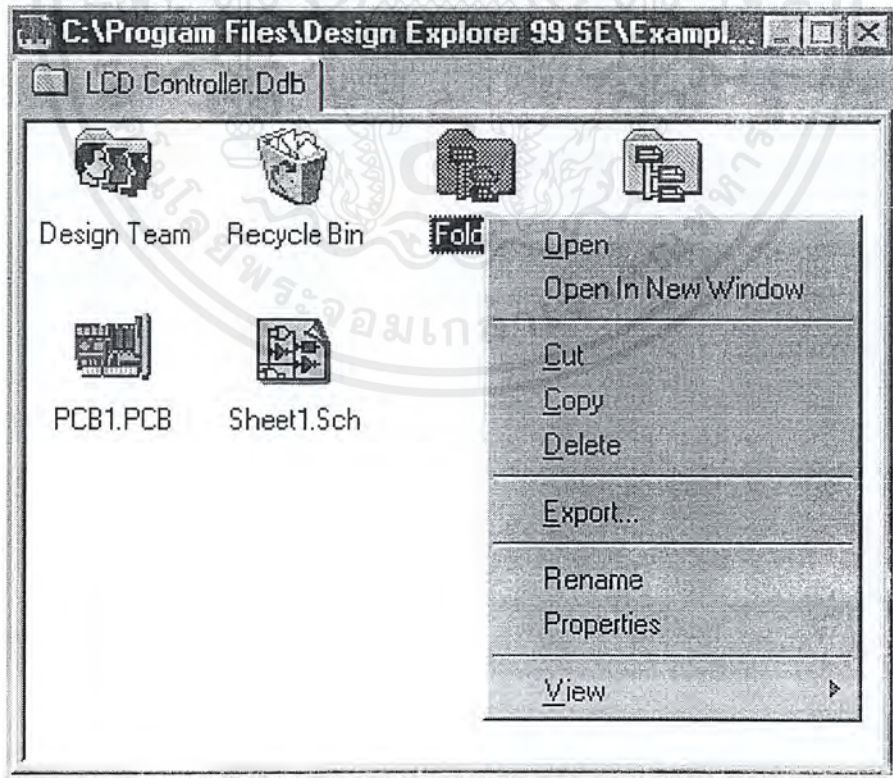 C:\Program Files\Design Explorer 99 SE\Exampl...
LCD Controller.Ddb
Design Team
Recycle Bin
Fold
PCB1.PCB
Sheet1.Sch
Open
Open In New Window
Cut
Copy
Delete
Export...
Rename
Properties
View